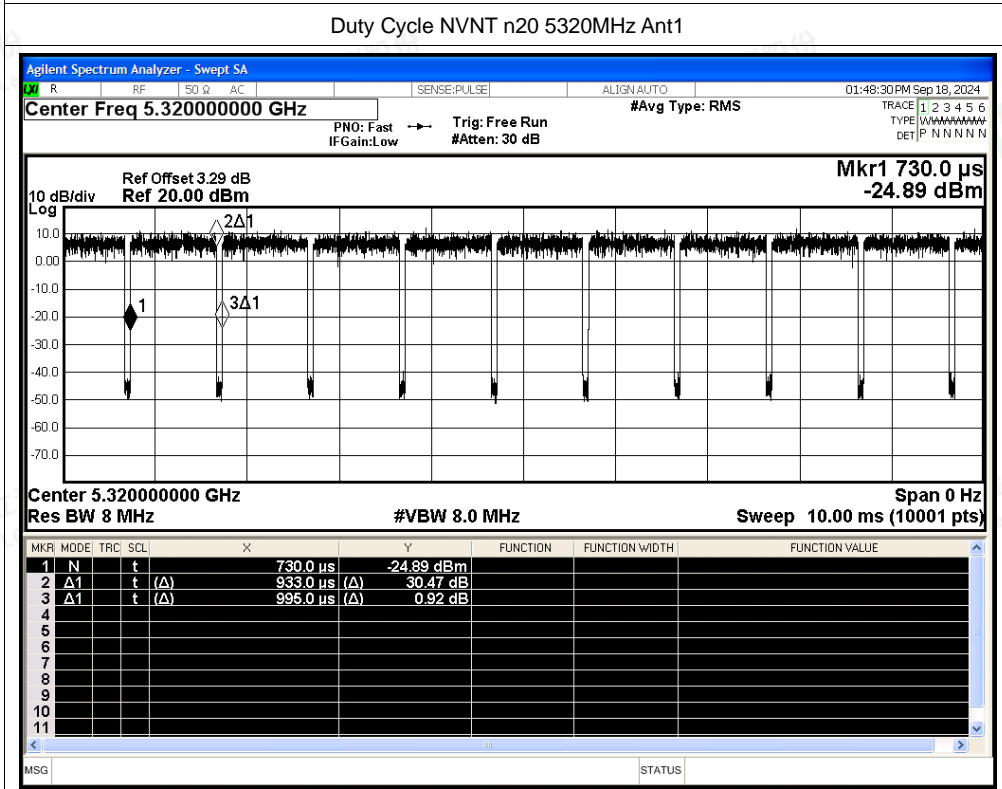 Duty Cycle NVNT n20 5320MHz Ant1
Agilent Spectrum Analyzer - Swept SA
LXI R RF 50 Ω AC SENSE:PULSE ALIGN AUTO 01:48:30 PM Sep 18, 2024
Center Freq 5.320000000 GHz #Avg Type: RMS TRACE 1 2 3 4 5 6
PNO: Fast Trig: Free Run TYPE WWWWWW
IFGain:Low #Atten: 30 dB DET P N N N N N
Mkr1 730.0 µs
Ref Offset 3.29 dB
10 dB/div Ref 20.00 dBm -24.89 dBm
Log
10.0
0.00
-10.0
-20.0
-30.0
-40.0
-50.0
-60.0
-70.0
2Δ1
1
3Δ1
Center 5.320000000 GHz Span 0 Hz
Res BW 8 MHz #VBW 8.0 MHz Sweep 10.00 ms (10001 pts)
MKR MODE TRC SCL X Y FUNCTION FUNCTION WIDTH FUNCTION VALUE
1 N t 730.0 µs -24.89 dBm
2 Δ1 t (Δ) 933.0 µs (Δ) 30.47 dB
3 Δ1 t (Δ) 995.0 µs (Δ) 0.92 dB
4
5
6
7
8
9
10
11
MSG STATUS